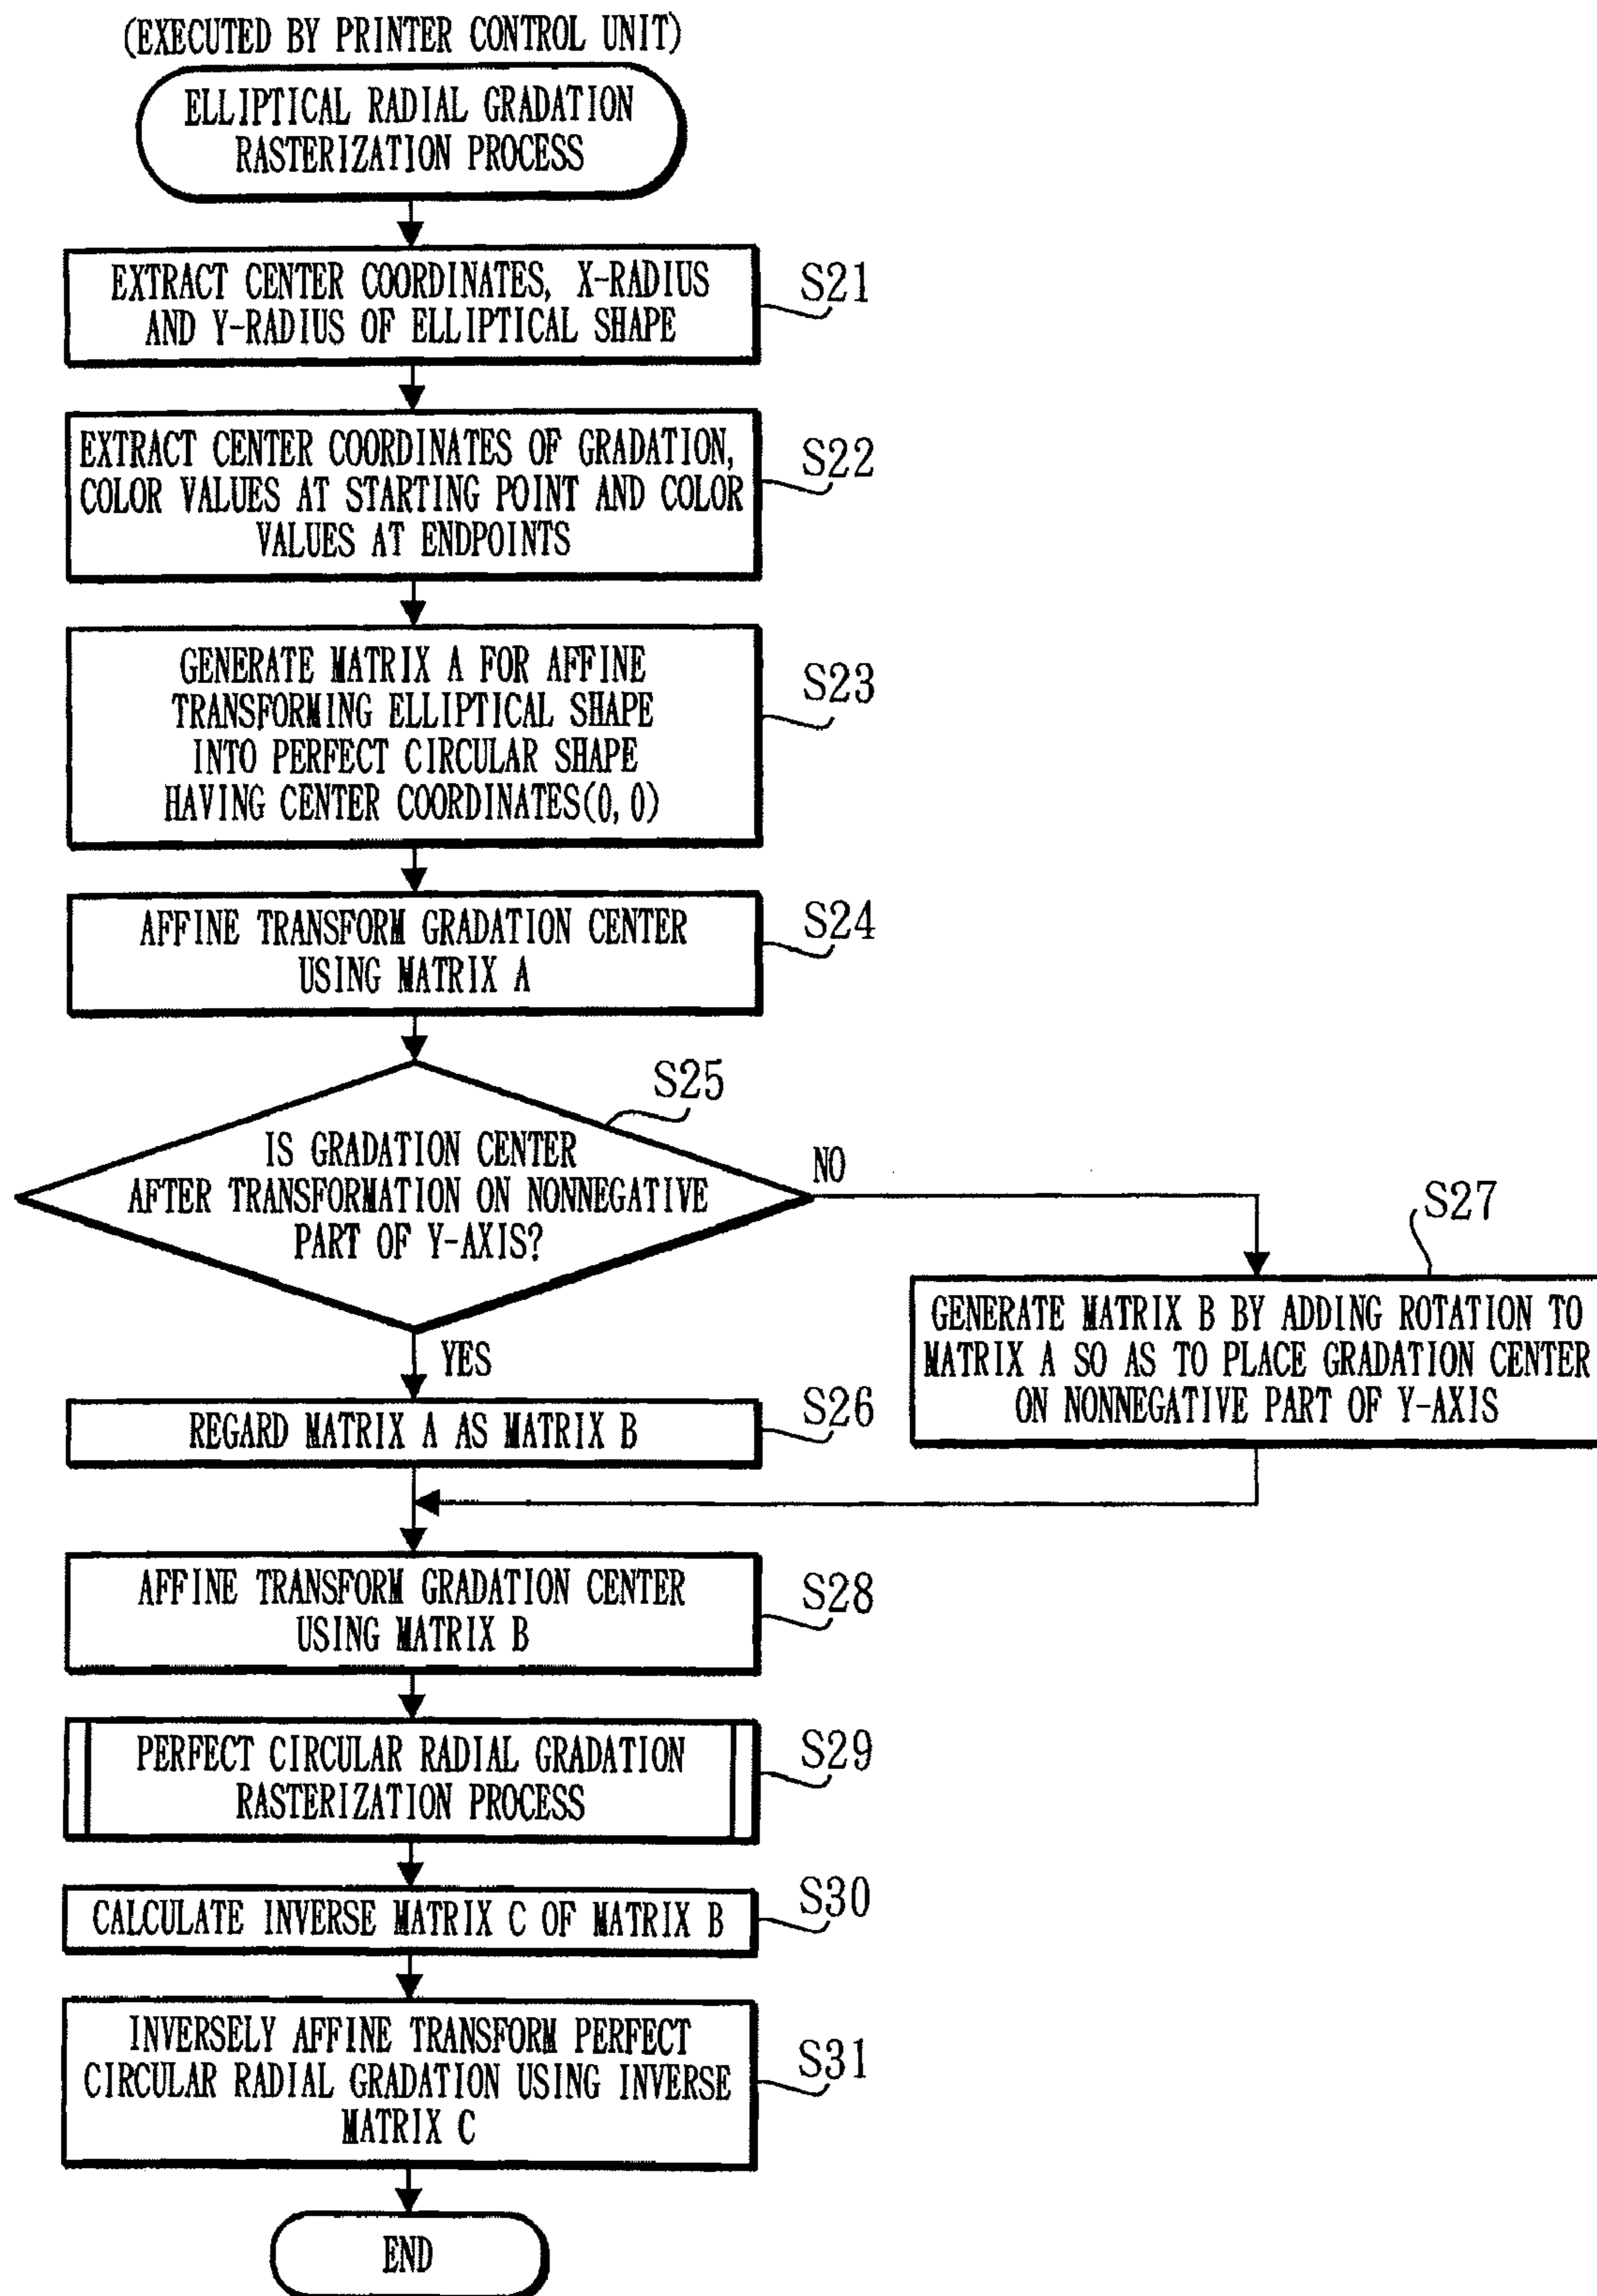 (EXECUTED BY PRINTER CONTROL UNIT)
ELLIPTICAL RADIAL GRADATION
RASTERIZATION PROCESS
EXTRACT CENTER COORDINATES, X-RADIUS
AND Y-RADIUS OF ELLIPTICAL SHAPE
S21
EXTRACT CENTER COORDINATES OF GRADATION,
COLOR VALUES AT STARTING POINT AND COLOR
VALUES AT ENDPOINTS
S22
GENERATE MATRIX A FOR AFFINE
TRANSFORMING ELLIPTICAL SHAPE
INTO PERFECT CIRCULAR SHAPE
HAVING CENTER COORDINATES(0, 0)
S23
AFFINE TRANSFORM GRADATION CENTER
USING MATRIX A
S24
S25
IS GRADATION CENTER
AFTER TRANSFORMATION ON NONNEGATIVE
PART OF Y-AXIS?
NO
YES
S27
GENERATE MATRIX B BY ADDING ROTATION TO
MATRIX A SO AS TO PLACE GRADATION CENTER
ON NONNEGATIVE PART OF Y-AXIS
REGARD MATRIX A AS MATRIX B
S26
AFFINE TRANSFORM GRADATION CENTER
USING MATRIX B
S28
PERFECT CIRCULAR RADIAL GRADATION
RASTERIZATION PROCESS
S29
CALCULATE INVERSE MATRIX C OF MATRIX B
S30
INVERSELY AFFINE TRANSFORM PERFECT
CIRCULAR RADIAL GRADATION USING INVERSE
MATRIX C
S31
END